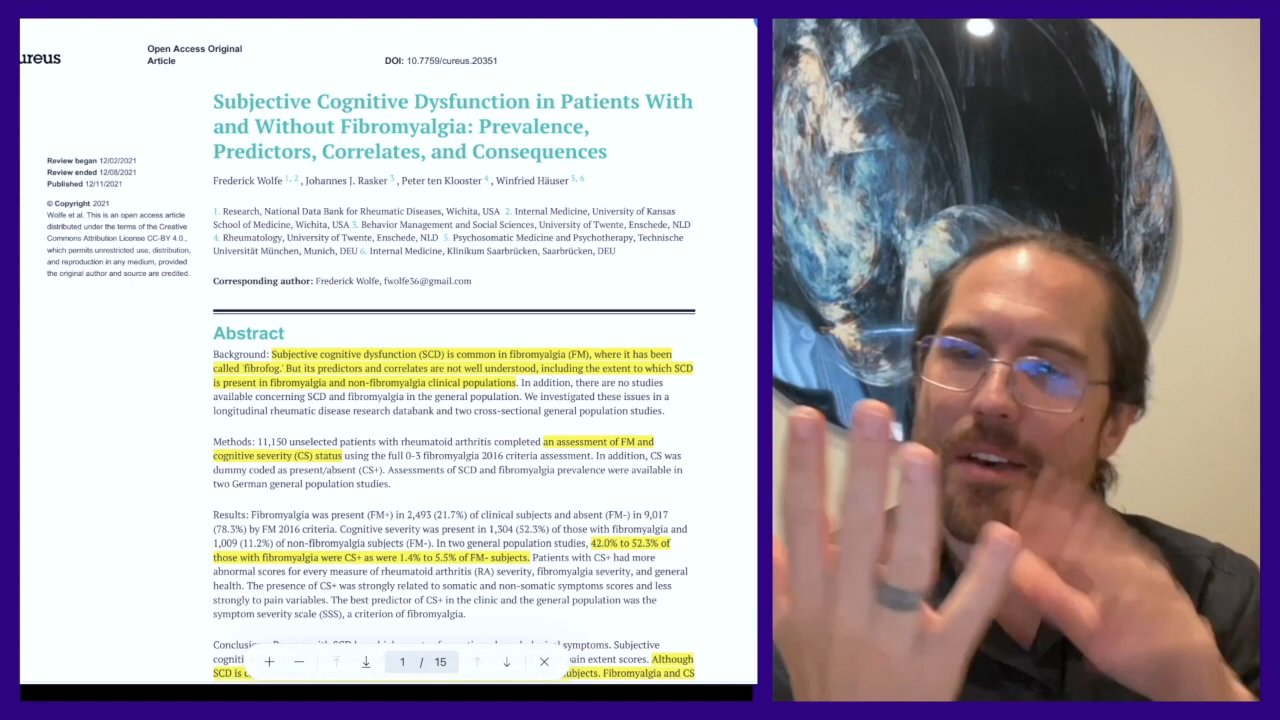 ureus
Open Access Original
Article
DOI: 10.7759/cureus.20351
Subjective Cognitive Dysfunction in Patients With
and Without Fibromyalgia: Prevalence,
Predictors, Correlates, and Consequences
Review began 12/02/2021
Review ended 12/08/2021
Published 12/11/2021
© Copyright 2021
Wolfe et al. This is an open access article
distributed under the terms of the Creative
Commons Attribution License CC-BY 4.0.,
which permits unrestricted use, distribution,
and reproduction in any medium, provided
the original author and source are credited.
Frederick Wolfe 1, 2 , Johannes J. Rasker 3 , Peter ten Klooster 4 , Winfried Häuser 5, 6
1. Research, National Data Bank for Rheumatic Diseases, Wichita, USA 2. Internal Medicine, University of Kansas
School of Medicine, Wichita, USA 3. Behavior Management and Social Sciences, University of Twente, Enschede, NLD
4. Rheumatology, University of Twente, Enschede, NLD 5. Psychosomatic Medicine and Psychotherapy, Technische
Universität München, Munich, DEU 6. Internal Medicine, Klinikum Saarbrücken, Saarbrücken, DEU
Corresponding author: Frederick Wolfe, fwolfe36@gmail.com
Abstract
Background: Subjective cognitive dysfunction (SCD) is common in fibromyalgia (FM), where it has been
called 'fibrofog.' But its predictors and correlates are not well understood, including the extent to which SCD
is present in fibromyalgia and non-fibromyalgia clinical populations. In addition, there are no studies
available concerning SCD and fibromyalgia in the general population. We investigated these issues in a
longitudinal rheumatic disease research databank and two cross-sectional general population studies.
Methods: 11,150 unselected patients with rheumatoid arthritis completed an assessment of FM and
cognitive severity (CS) status using the full 0-3 fibromyalgia 2016 criteria assessment. In addition, CS was
dummy coded as present/absent (CS+). Assessments of SCD and fibromyalgia prevalence were available in
two German general population studies.
Results: Fibromyalgia was present (FM+) in 2,493 (21.7%) of clinical subjects and absent (FM-) in 9,017
(78.3%) by FM 2016 criteria. Cognitive severity was present in 1,304 (52.3%) of those with fibromyalgia and
1,009 (11.2%) of non-fibromyalgia subjects (FM-). In two general population studies, 42.0% to 52.3% of
those with fibromyalgia were CS+ as were 1.4% to 5.5% of FM- subjects. Patients with CS+ had more
abnormal scores for every measure of rheumatoid arthritis (RA) severity, fibromyalgia severity, and general
health. The presence of CS+ was strongly related to somatic and non-somatic symptoms scores and less
strongly to pain variables. The best predictor of CS+ in the clinic and the general population was the
symptom severity scale (SSS), a criterion of fibromyalgia.
symptoms. Subjective
cogniti pain extent scores. Although
SCD is ubjects. Fibromyalgia and CS
1 / 15